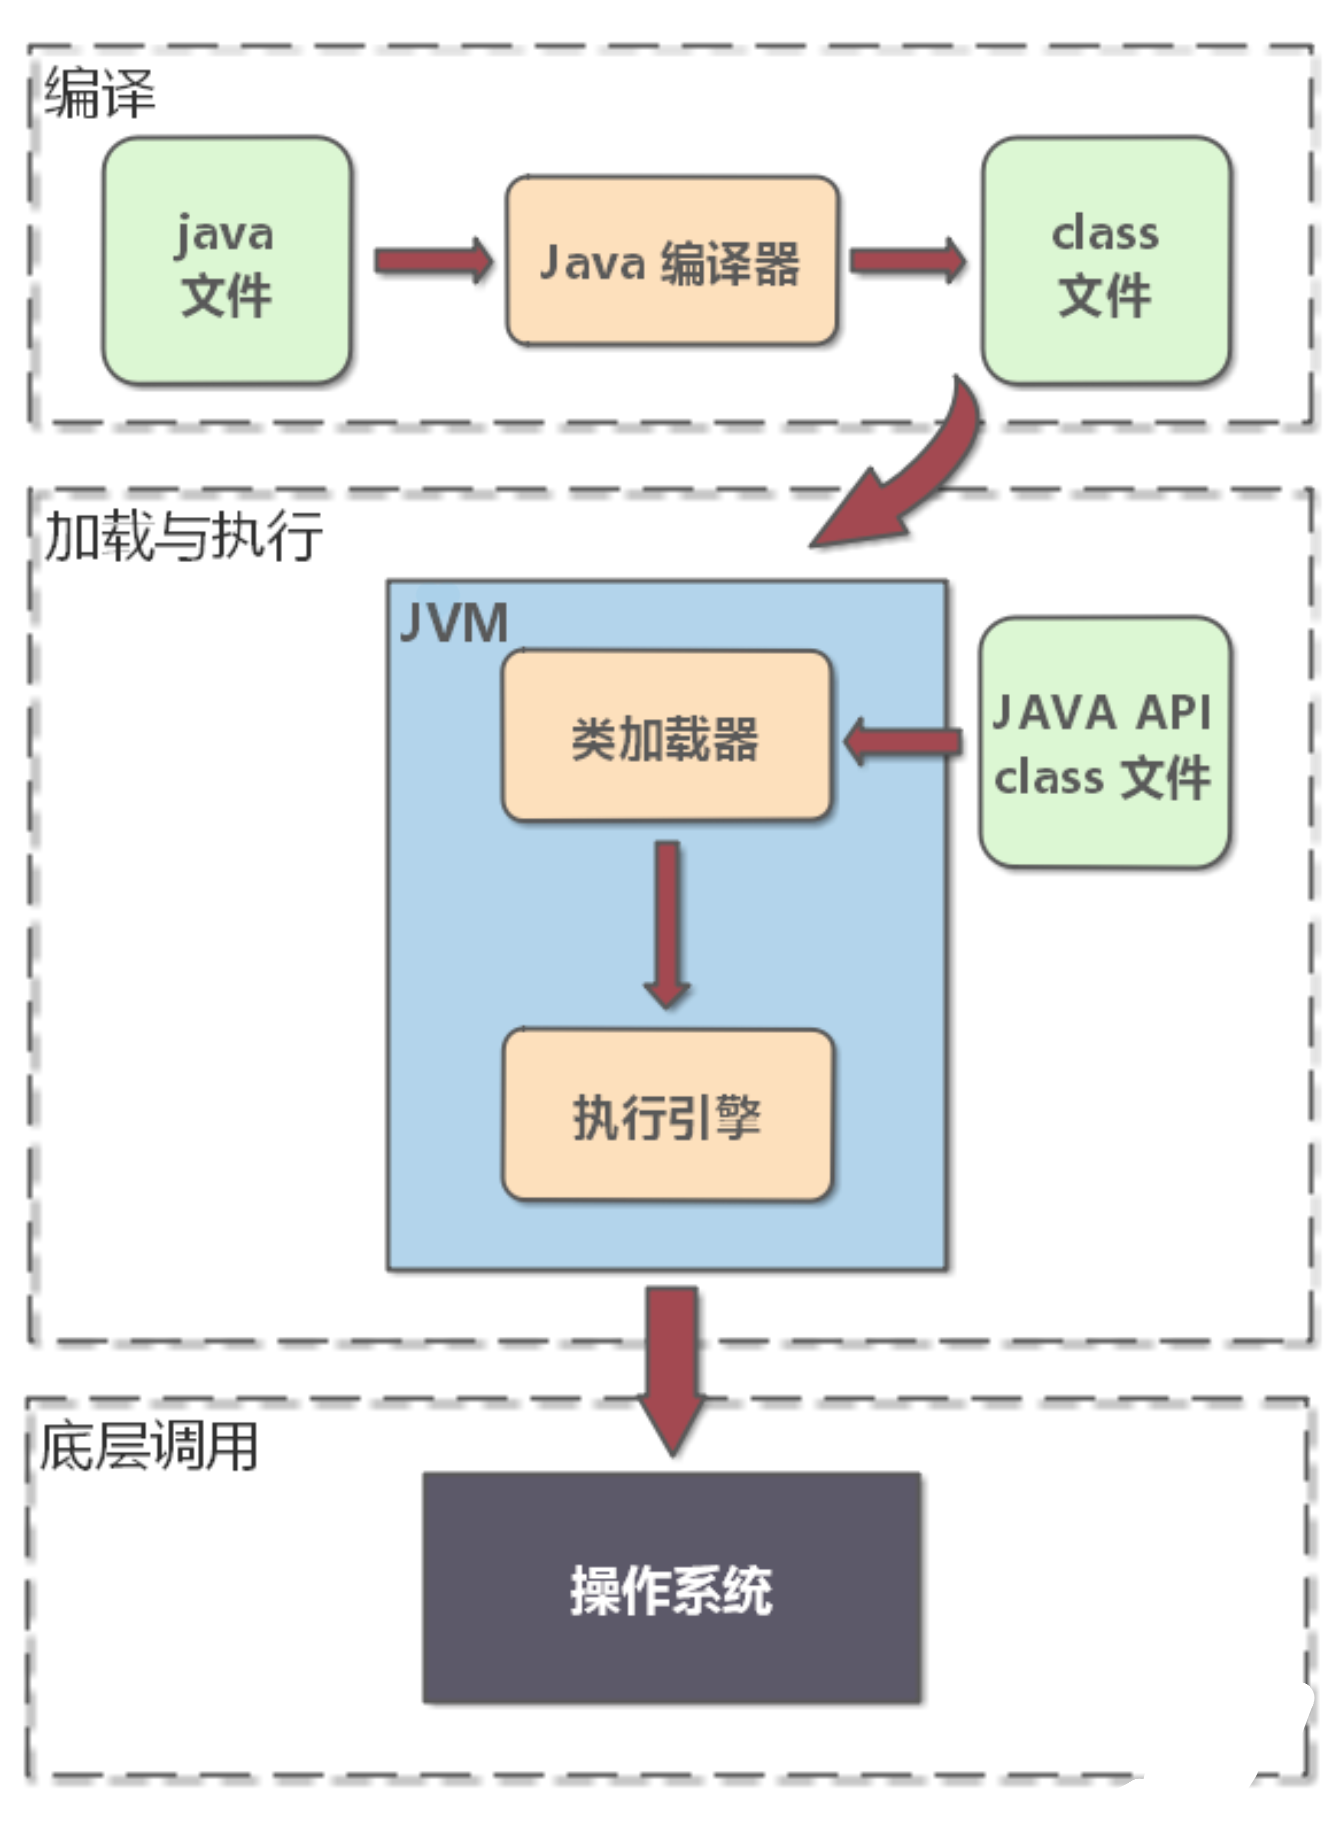 编译
java
文件
Java 编译器
class
文件
加载与执行
JVM
类加载器
JAVA API
class 文件
执行引擎
底层调用
操作系统